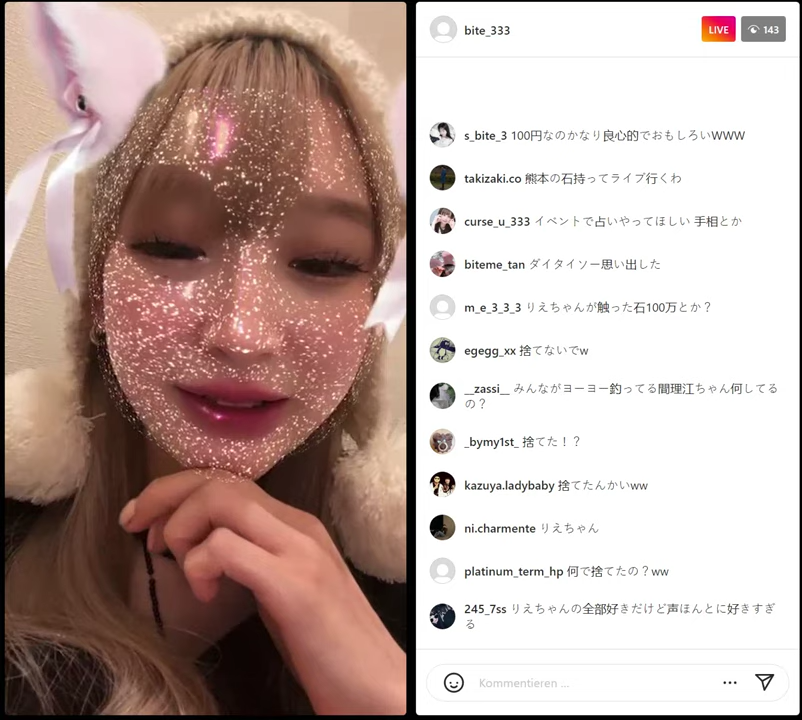 bite_333
LIVE
143
s_bite_3 100円なのかなり良心的でおもしろいWWW
takizaki.co 熊本の石持ってライブ行くわ
curse_u_333 イベントで占いやってほしい 手相とか
biteme_tan ダイタイソー思い出した
m_e_3_3_3 りえちゃんが触った石100万とか？
egegg_xx 捨てないでw
__zassi__ みんながヨーヨー釣ってる間理江ちゃん何してる
の？
_bymy1st_ 捨てた！？
kazuya.ladybaby 捨てたんかいww
ni.charmente りえちゃん
platinum_term_hp 何で捨てたの？ww
245_7ss りえちゃんの全部好きだけど声ほんとに好きすぎ
る
Kommentieren ...